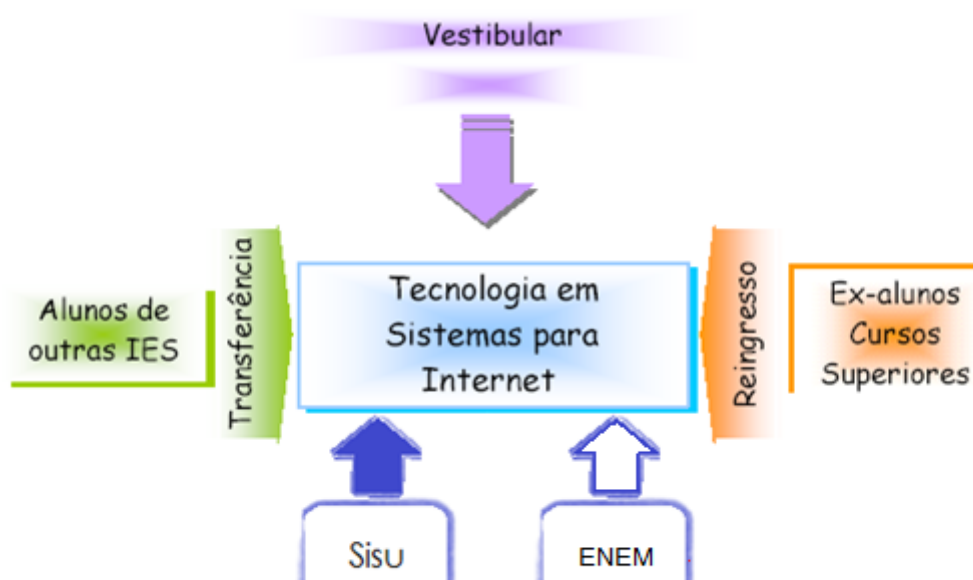 Vestibular
Alunos de
outras IES
Transferência
Tecnologia em
Sistemas para
Internet
Reingresso
Ex-alunos
Cursos
Superiores
Sisu
ENEM